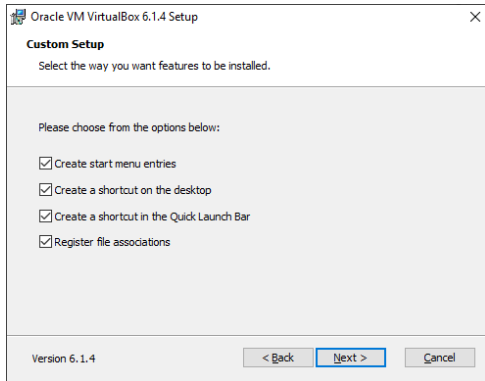 Oracle VM VirtualBox 6.1.4 Setup
Custom Setup
Select the way you want features to be installed.
Please choose from the options below:
Create start menu entries
Create a shortcut on the desktop
Create a shortcut in the Quick Launch Bar
Register file associations
Version 6.1.4
< Back
Next >
Cancel